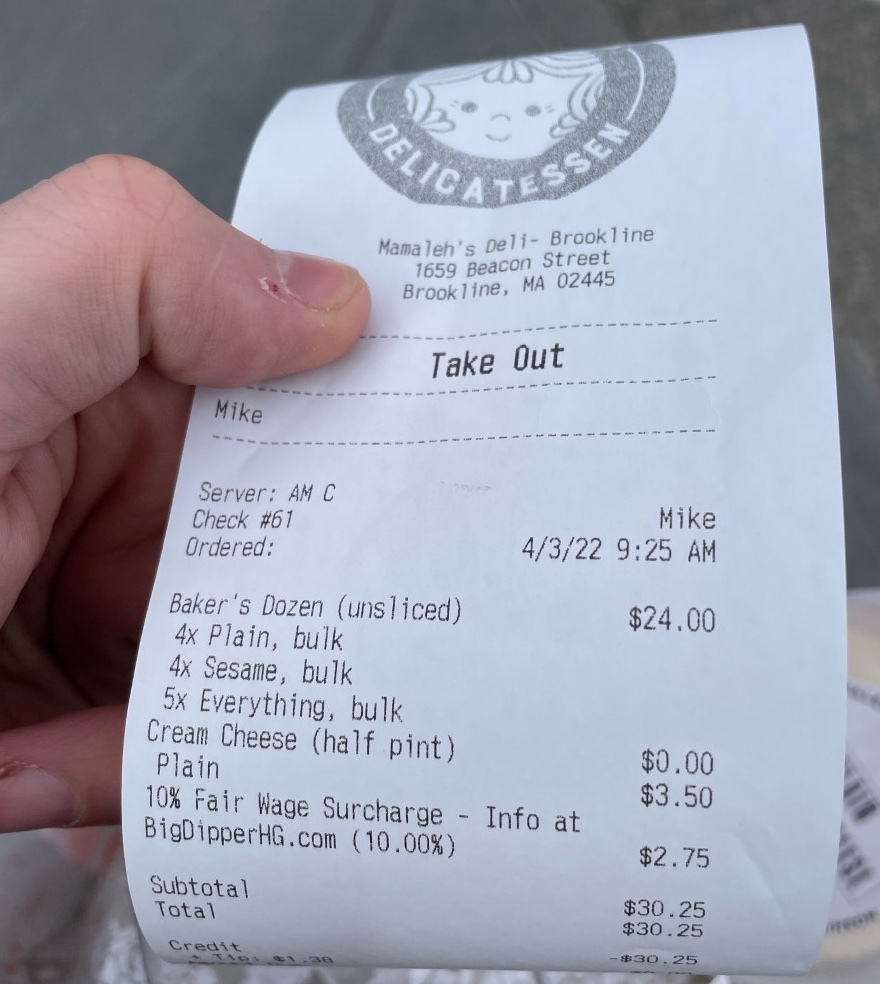 DELICATESSEN
Mamaleh's Deli- Brookline
1659 Beacon Street
Brookline, MA 02445
Take Out
Mike
Server: AM C
Check #61 Mike
Ordered: 4/3/22 9:25 AM
Baker's Dozen (unsliced) $24.00
4x Plain, bulk
4x Sesame, bulk
5x Everything, bulk
Cream Cheese (half pint) $0.00
Plain $3.50
10% Fair Wage Surcharge - Info at
BigDipperHG.com (10.00%) $2.75
Subtotal $30.25
Total $30.25
Credit -$30.25
+ Tip: $1.38